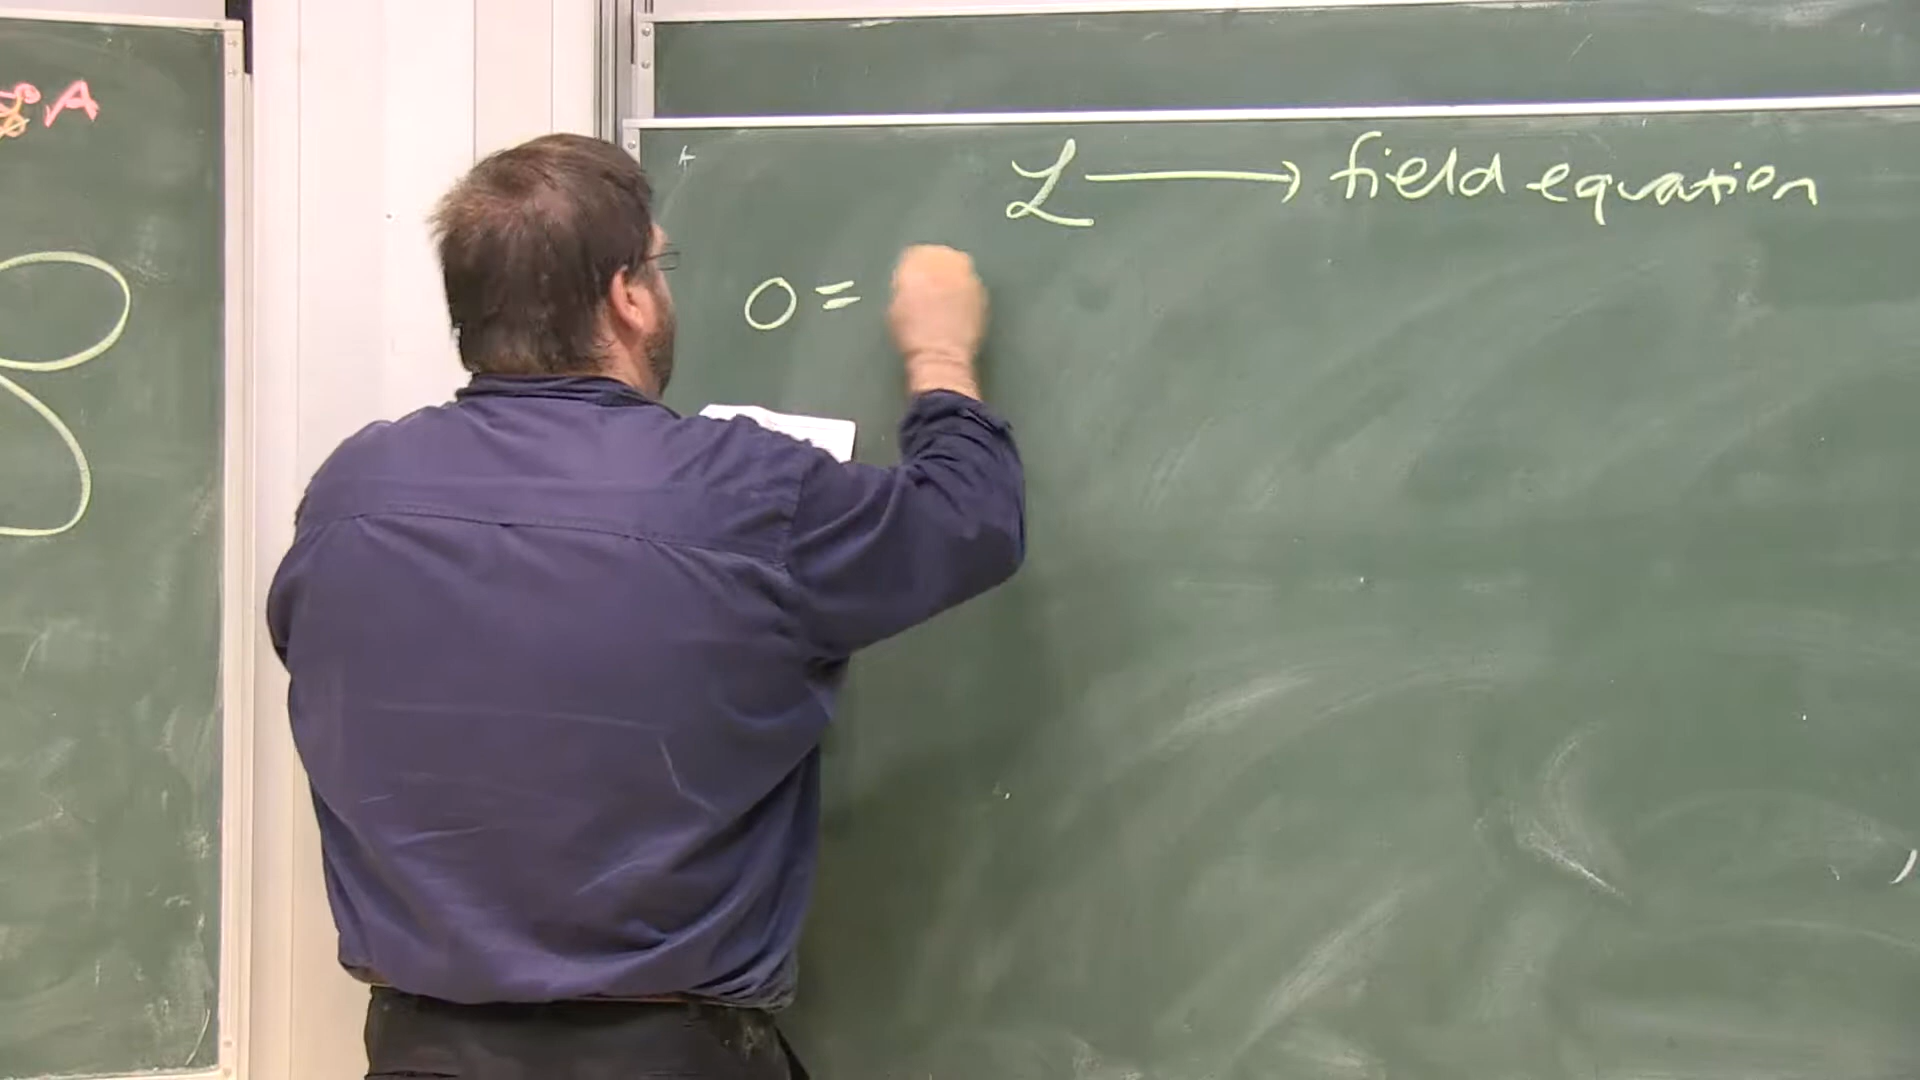 A
ℒ ⟶ field equation
0 =